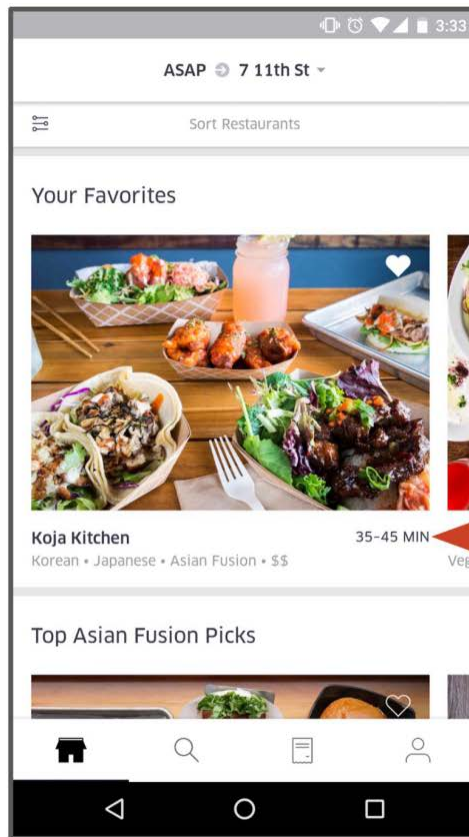 3:33
ASAP 7 11th St
Sort Restaurants
Your Favorites
Koja Kitchen
35–45 MIN
Korean • Japanese • Asian Fusion • $$
Top Asian Fusion Picks